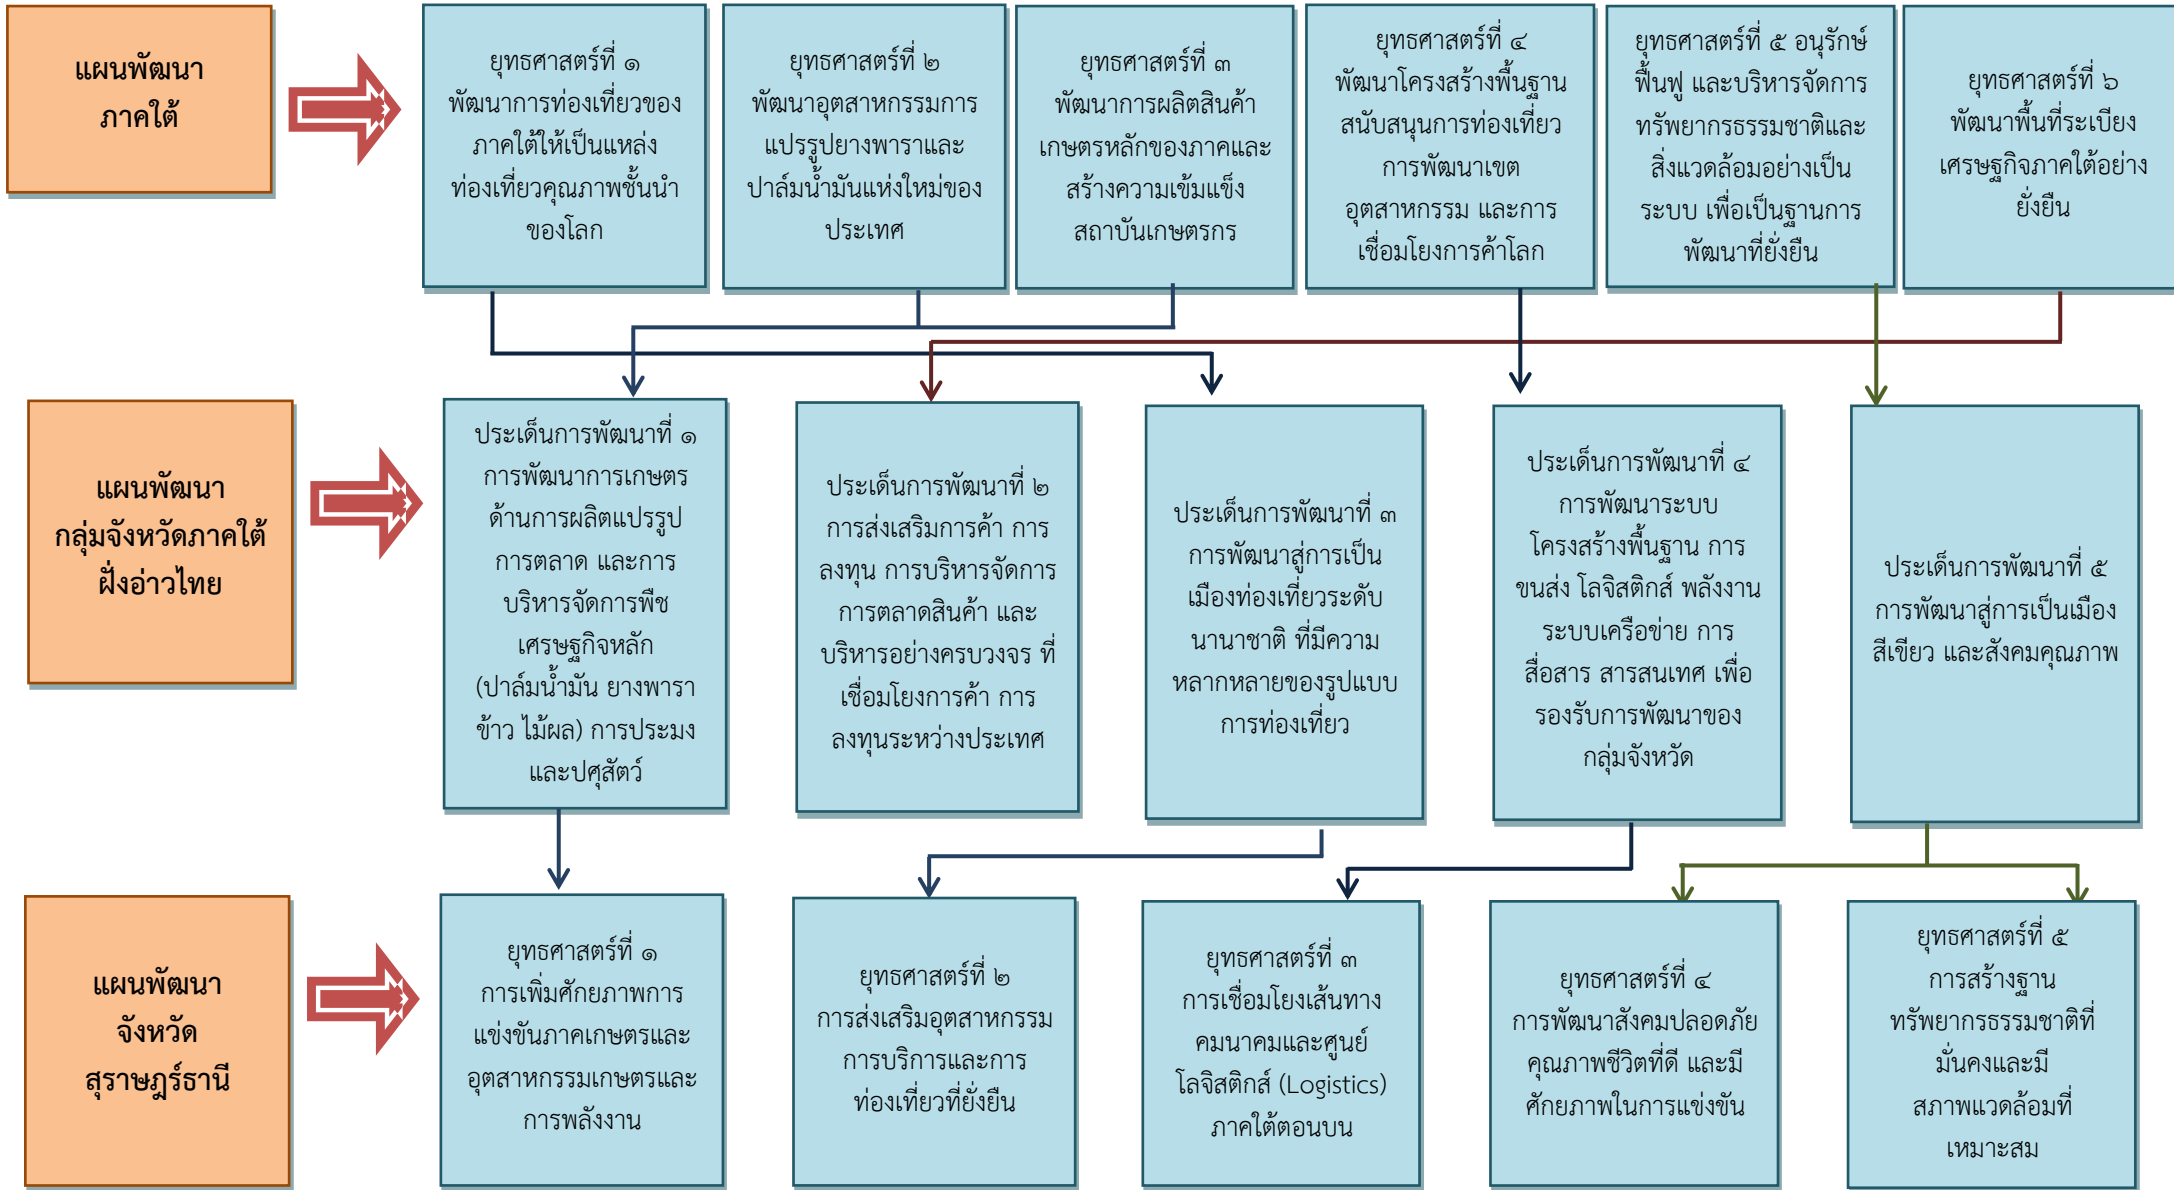 แผนพัฒนา
ภาคใต้
ยุทธศาสตร์ที่ ๑
พัฒนาการท่องเที่ยวของ
ภาคใต้ให้เป็นแหล่ง
ท่องเที่ยวคุณภาพชั้นนำ
ของโลก
ยุทธศาสตร์ที่ ๒
พัฒนาอุตสาหกรรมการ
แปรรูปยางพาราและ
ปาล์มน้ำมันแห่งใหม่ของ
ประเทศ
ยุทธศาสตร์ที่ ๓
พัฒนาการผลิตสินค้า
เกษตรหลักของภาคและ
สร้างความเข้มแข็ง
สถาบันเกษตรกร
ยุทธศาสตร์ที่ ๔
พัฒนาโครงสร้างพื้นฐาน
สนับสนุนการท่องเที่ยว
การพัฒนาเขต
อุตสาหกรรม และการ
เชื่อมโยงการค้าโลก
ยุทธศาสตร์ที่ ๕ อนุรักษ์
ฟื้นฟู และบริหารจัดการ
ทรัพยากรธรรมชาติและ
สิ่งแวดล้อมอย่างเป็น
ระบบ เพื่อเป็นฐานการ
พัฒนาที่ยั่งยืน
ยุทธศาสตร์ที่ ๖
พัฒนาพื้นที่ระเบียง
เศรษฐกิจภาคใต้อย่าง
ยั่งยืน
แผนพัฒนา
กลุ่มจังหวัดภาคใต้
ฝั่งอ่าวไทย
ประเด็นการพัฒนาที่ ๑
การพัฒนาการเกษตร
ด้านการผลิตแปรรูป
การตลาด และการ
บริหารจัดการพืช
เศรษฐกิจหลัก
(ปาล์มน้ำมัน ยางพารา
ข้าว ไม้ผล) การประมง
และปศุสัตว์
ประเด็นการพัฒนาที่ ๒
การส่งเสริมการค้า การ
ลงทุน การบริหารจัดการ
การตลาดสินค้า และ
บริหารอย่างครบวงจร ที่
เชื่อมโยงการค้า การ
ลงทุนระหว่างประเทศ
ประเด็นการพัฒนาที่ ๓
การพัฒนาสู่การเป็น
เมืองท่องเที่ยวระดับ
นานาชาติ ที่มีความ
หลากหลายของรูปแบบ
การท่องเที่ยว
ประเด็นการพัฒนาที่ ๔
การพัฒนาระบบ
โครงสร้างพื้นฐาน การ
ขนส่ง โลจิสติกส์ พลังงาน
ระบบเครือข่าย การ
สื่อสาร สารสนเทศ เพื่อ
รองรับการพัฒนาของ
กลุ่มจังหวัด
ประเด็นการพัฒนาที่ ๕
การพัฒนาสู่การเป็นเมือง
สีเขียว และสังคมคุณภาพ
แผนพัฒนา
จังหวัด
สุราษฎร์ธานี
ยุทธศาสตร์ที่ ๑
การเพิ่มศักยภาพการ
แข่งขันภาคเกษตรและ
อุตสาหกรรมเกษตรและ
การพลังงาน
ยุทธศาสตร์ที่ ๒
การส่งเสริมอุตสาหกรรม
การบริการและการ
ท่องเที่ยวที่ยั่งยืน
ยุทธศาสตร์ที่ ๓
การเชื่อมโยงเส้นทาง
คมนาคมและศูนย์
โลจิสติกส์ (Logistics)
ภาคใต้ตอนบน
ยุทธศาสตร์ที่ ๔
การพัฒนาสังคมปลอดภัย
คุณภาพชีวิตที่ดี และมี
ศักยภาพในการแข่งขัน
ยุทธศาสตร์ที่ ๕
การสร้างฐาน
ทรัพยากรธรรมชาติที่
มั่นคงและมี
สภาพแวดล้อมที่
เหมาะสม